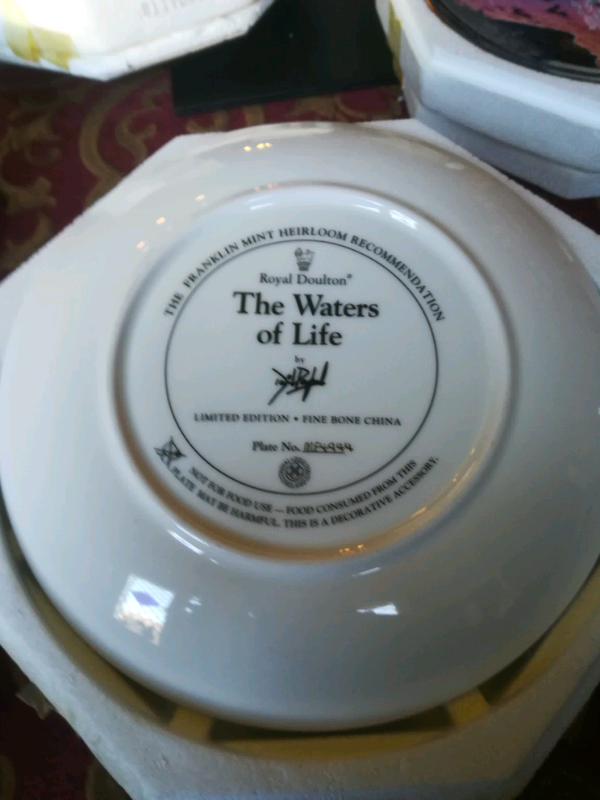 THE FRANKLIN MINT HEIRLOOM RECOMMENDATION
Royal Doulton®
The Waters
of Life
by
LIMITED EDITION • FINE BONE CHINA
Plate No.
NOT FOR FOOD USE — FOOD CONSUMED FROM THIS
PLATE MAY BE HARMFUL. THIS IS A DECORATIVE ACCESSORY.